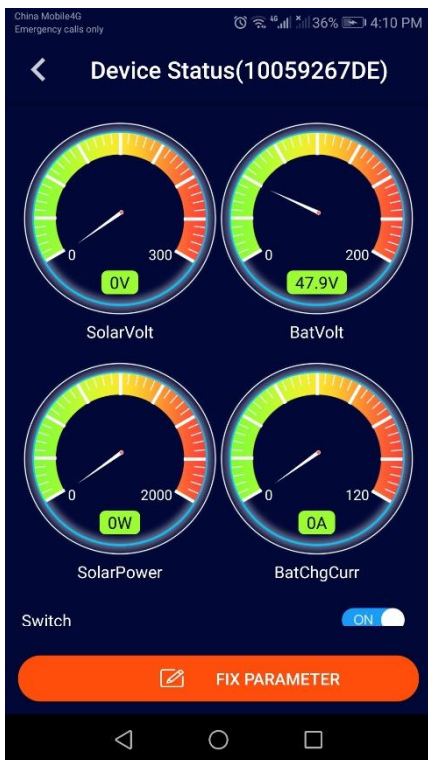 China Mobile4G
Emergency calls only
4G
36%
4:10 PM
Device Status(10059267DE)
0
300
0V
SolarVolt
0
200
47.9V
BatVolt
0
2000
0W
SolarPower
0
120
0A
BatChgCurr
Switch
ON
FIX PARAMETER